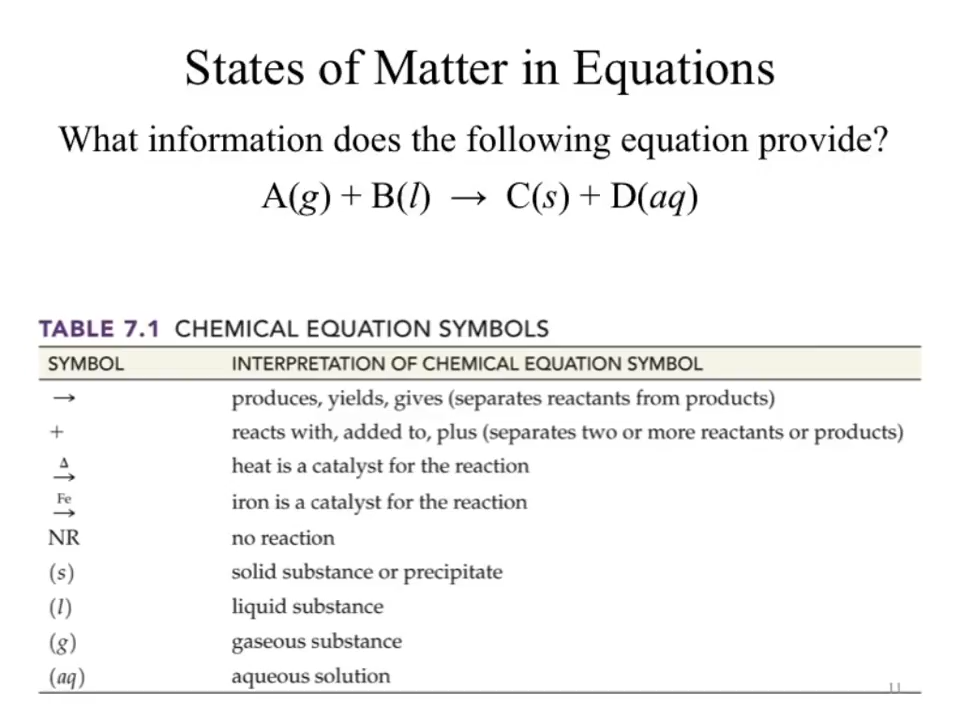 States of Matter in Equations
What information does the following equation provide?
A(g) + B(l) → C(s) + D(aq)
TABLE 7.1 CHEMICAL EQUATION SYMBOLS
SYMBOL INTERPRETATION OF CHEMICAL EQUATION SYMBOL
→ produces, yields, gives (separates reactants from products)
+ reacts with, added to, plus (separates two or more reactants or products)
Δ
→ heat is a catalyst for the reaction
Fe
→ iron is a catalyst for the reaction
NR no reaction
(s) solid substance or precipitate
(l) liquid substance
(g) gaseous substance
(aq) aqueous solution
11